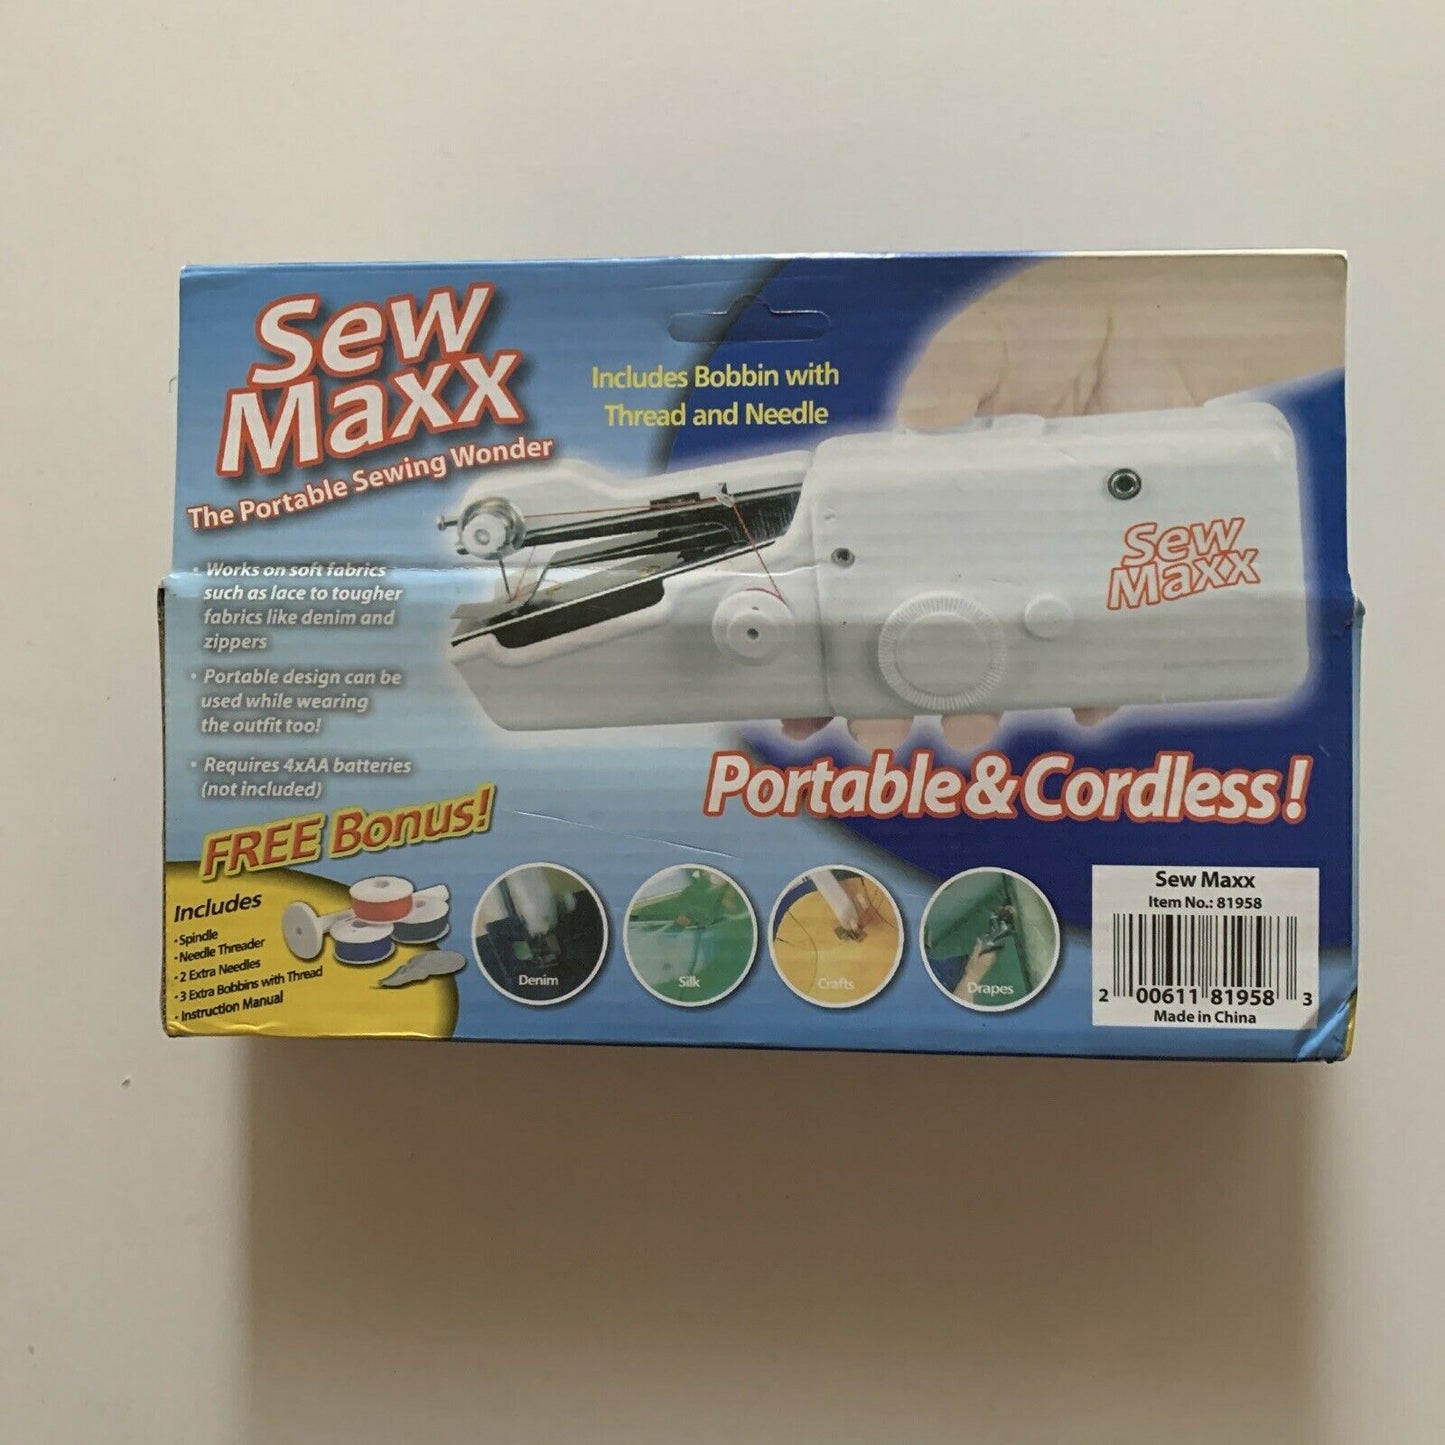 Sew
Maxx
The Portable Sewing Wonder
Includes Bobbin with
Thread and Needle
• Works on soft fabrics
such as lace to tougher
fabrics like denim and
zippers
• Portable design can be
used while wearing
the outfit too!
• Requires 4xAA batteries
(not included)
Sew
Maxx
Portable & Cordless!
FREE Bonus!
Includes
• Spindle
• Needle Threader
• 2 Extra Needles
• 3 Extra Bobbins with Thread
• Instruction Manual
Denim
Silk
Crafts
Drapes
Sew Maxx
Item No.: 81958
2 00611 81958 3
Made in China